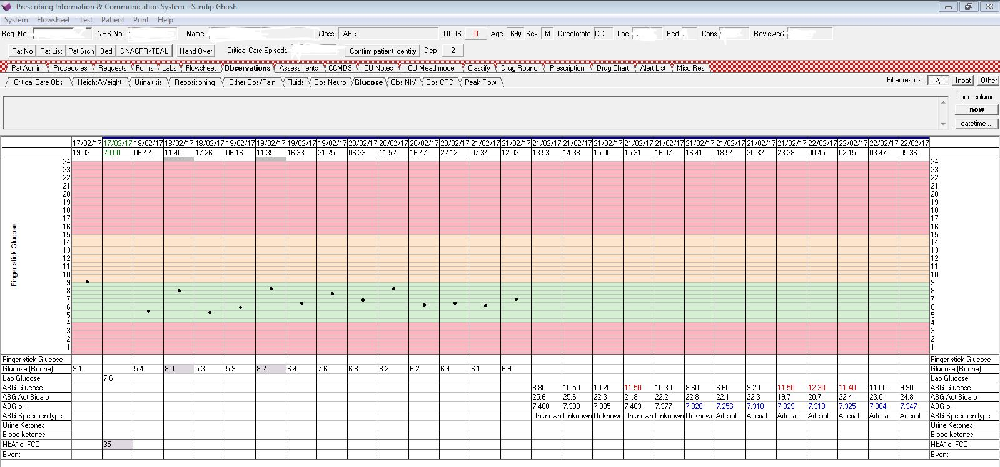 Prescribing Information & Communication System - Sandip Ghosh
System Flowsheet Test Patient Print Help
Reg. No. NHS No. Name Class CABG OLOS 0 Age 69y Sex M Directorate CC Loc Bed Cons Reviewed
Pat No Pat List Pat Srch Bed DNACPR/TEAL Hand Over Critical Care Episode Confirm patient identity Dep 2
Pat Admin Procedures Requests Forms Labs Flowsheet Observations Assessments CCMDS ICU Notes ICU Mead model Classify Drug Round Prescription Drug Chart Alert List Misc Res
Critical Care Obs Height/Weight Urinalysis Repositioning Other Obs/Pain Fluids Obs Neuro Glucose Obs NIV Obs CRD Peak Flow Filter results: All Inpat Other
Open column:
now
datetime ...
17/02/17 17/02/17 18/02/17 18/02/17 18/02/17 19/02/17 19/02/17 19/02/17 19/02/17 20/02/17 20/02/17 20/02/17 20/02/17 21/02/17 21/02/17 21/02/17 21/02/17 21/02/17 21/02/17 21/02/17 21/02/17 21/02/17 21/02/17 21/02/17 22/02/17 22/02/17 22/02/17 22/02/17
19:02 20:00 06:42 11:40 17:26 06:16 11:35 16:33 21:25 06:23 11:52 16:47 22:12 07:34 12:02 13:53 14:38 15:00 15:31 16:07 16:41 18:54 20:32 23:28 00:45 02:15 03:47 05:36
Finger stick Glucose
24 24
23 23
22 22
21 21
20 20
19 19
18 18
17 17
16 16
15 15
14 14
13 13
12 12
11 11
10 10
9 9
8 8
7 7
6 6
5 5
4 4
3 3
2 2
1 1
Finger stick Glucose Finger stick Glucose
Glucose (Roche) 9.1 5.4 8.0 5.3 5.9 8.2 6.4 7.6 6.8 8.2 6.2 6.4 6.1 6.9 Glucose (Roche)
Lab Glucose 7.6 Lab Glucose
ABG Glucose 8.80 10.50 10.20 11.50 10.30 8.60 6.60 9.20 11.50 12.30 11.40 11.00 9.90 ABG Glucose
ABG Act Bicarb 25.6 25.6 22.3 21.8 22.2 22.8 22.1 22.3 19.7 20.7 22.4 23.0 24.8 ABG Act Bicarb
ABG pH 7.400 7.380 7.385 7.403 7.377 7.328 7.256 7.310 7.329 7.319 7.325 7.304 7.347 ABG pH
ABG Specimen type Unknown Unknown Unknown Unknown Unknown Unknown Arterial Arterial Arterial Arterial Arterial Arterial Arterial ABG Specimen type
Urine Ketones Urine Ketones
Blood ketones Blood ketones
HbA1c-IFCC 35 HbA1c-IFCC
Event Event